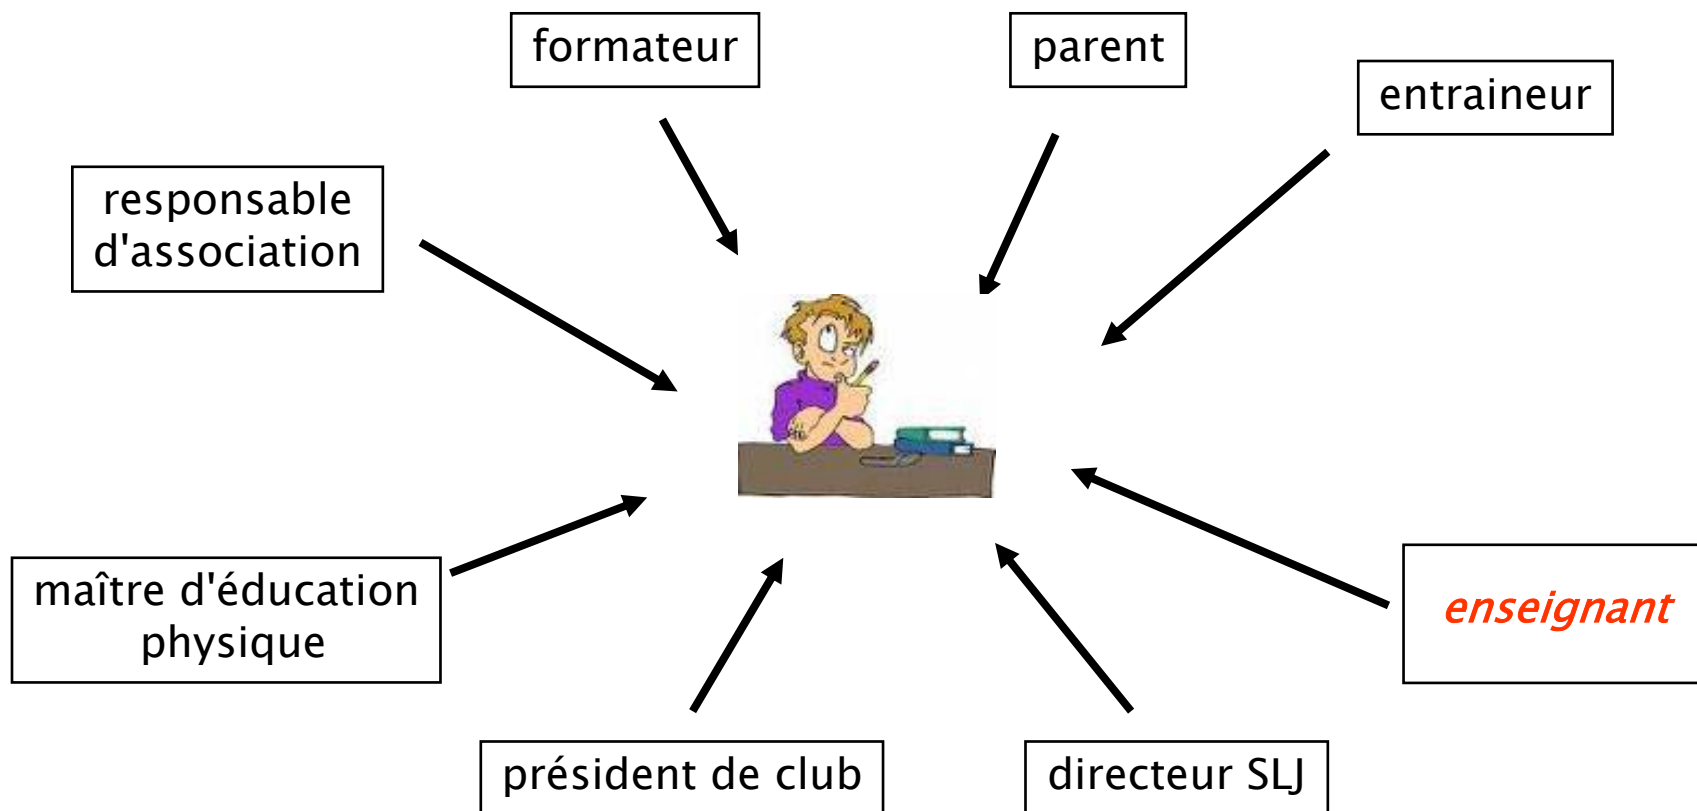 formateur
parent
entraineur
responsable
d'association
maître d'éducation
physique
enseignant
président de club
directeur SLJ